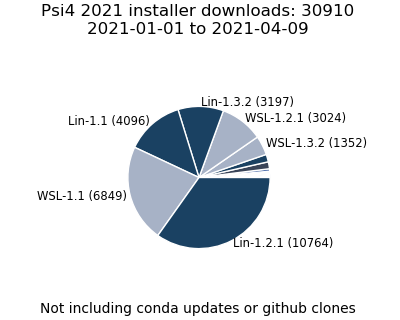 Psi4 2021 installer downloads: 30910
2021-01-01 to 2021-04-09
Lin-1.3.2 (3197)
Lin-1.1 (4096)
WSL-1.2.1 (3024)
WSL-1.3.2 (1352)
WSL-1.1 (6849)
Lin-1.2.1 (10764)
Not including conda updates or github clones